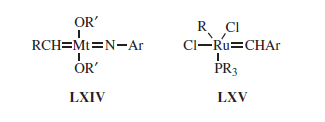 OR′
RCH=Mt=N–Ar
OR′
LXIV
R Cl
Cl–Ru=CHAr
PR3
LXV